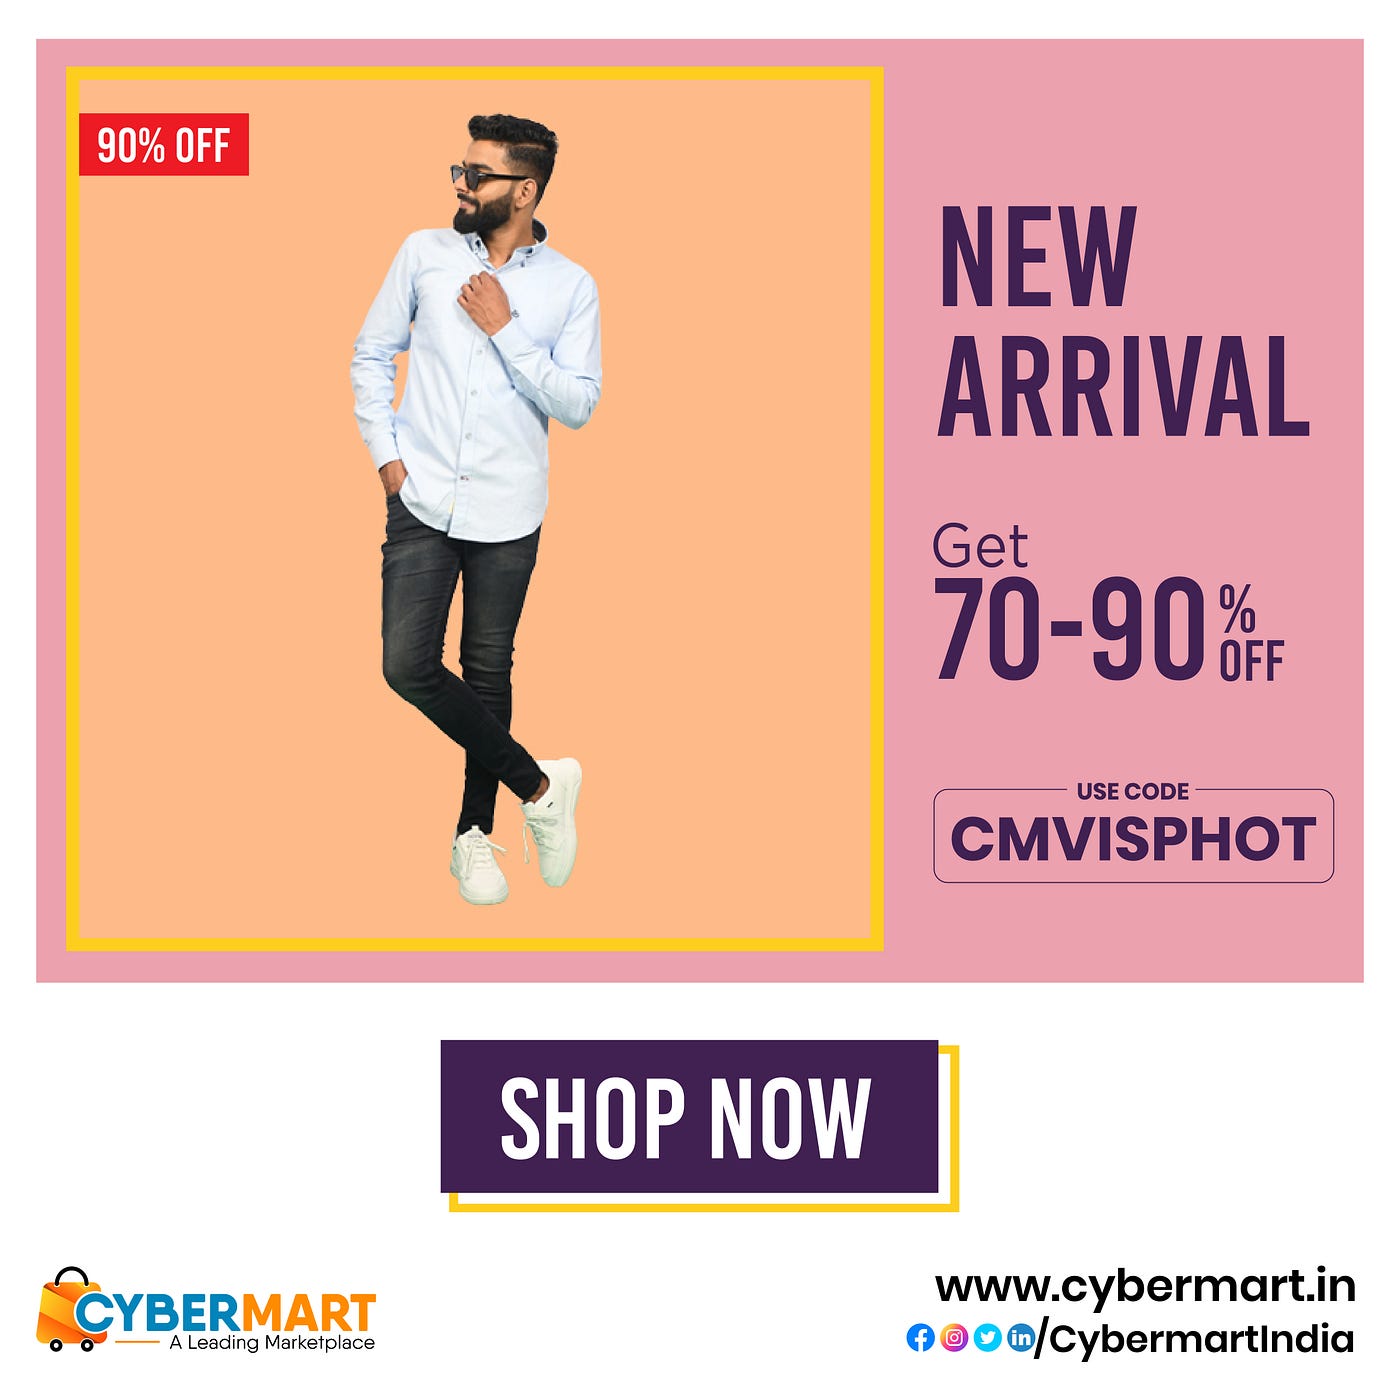 90% OFF
NEW
ARRIVAL
Get
70-90% OFF
USE CODE
CMVISPHOT
SHOP NOW
CYBERMART
A Leading Marketplace
www.cybermart.in
/CybermartIndia